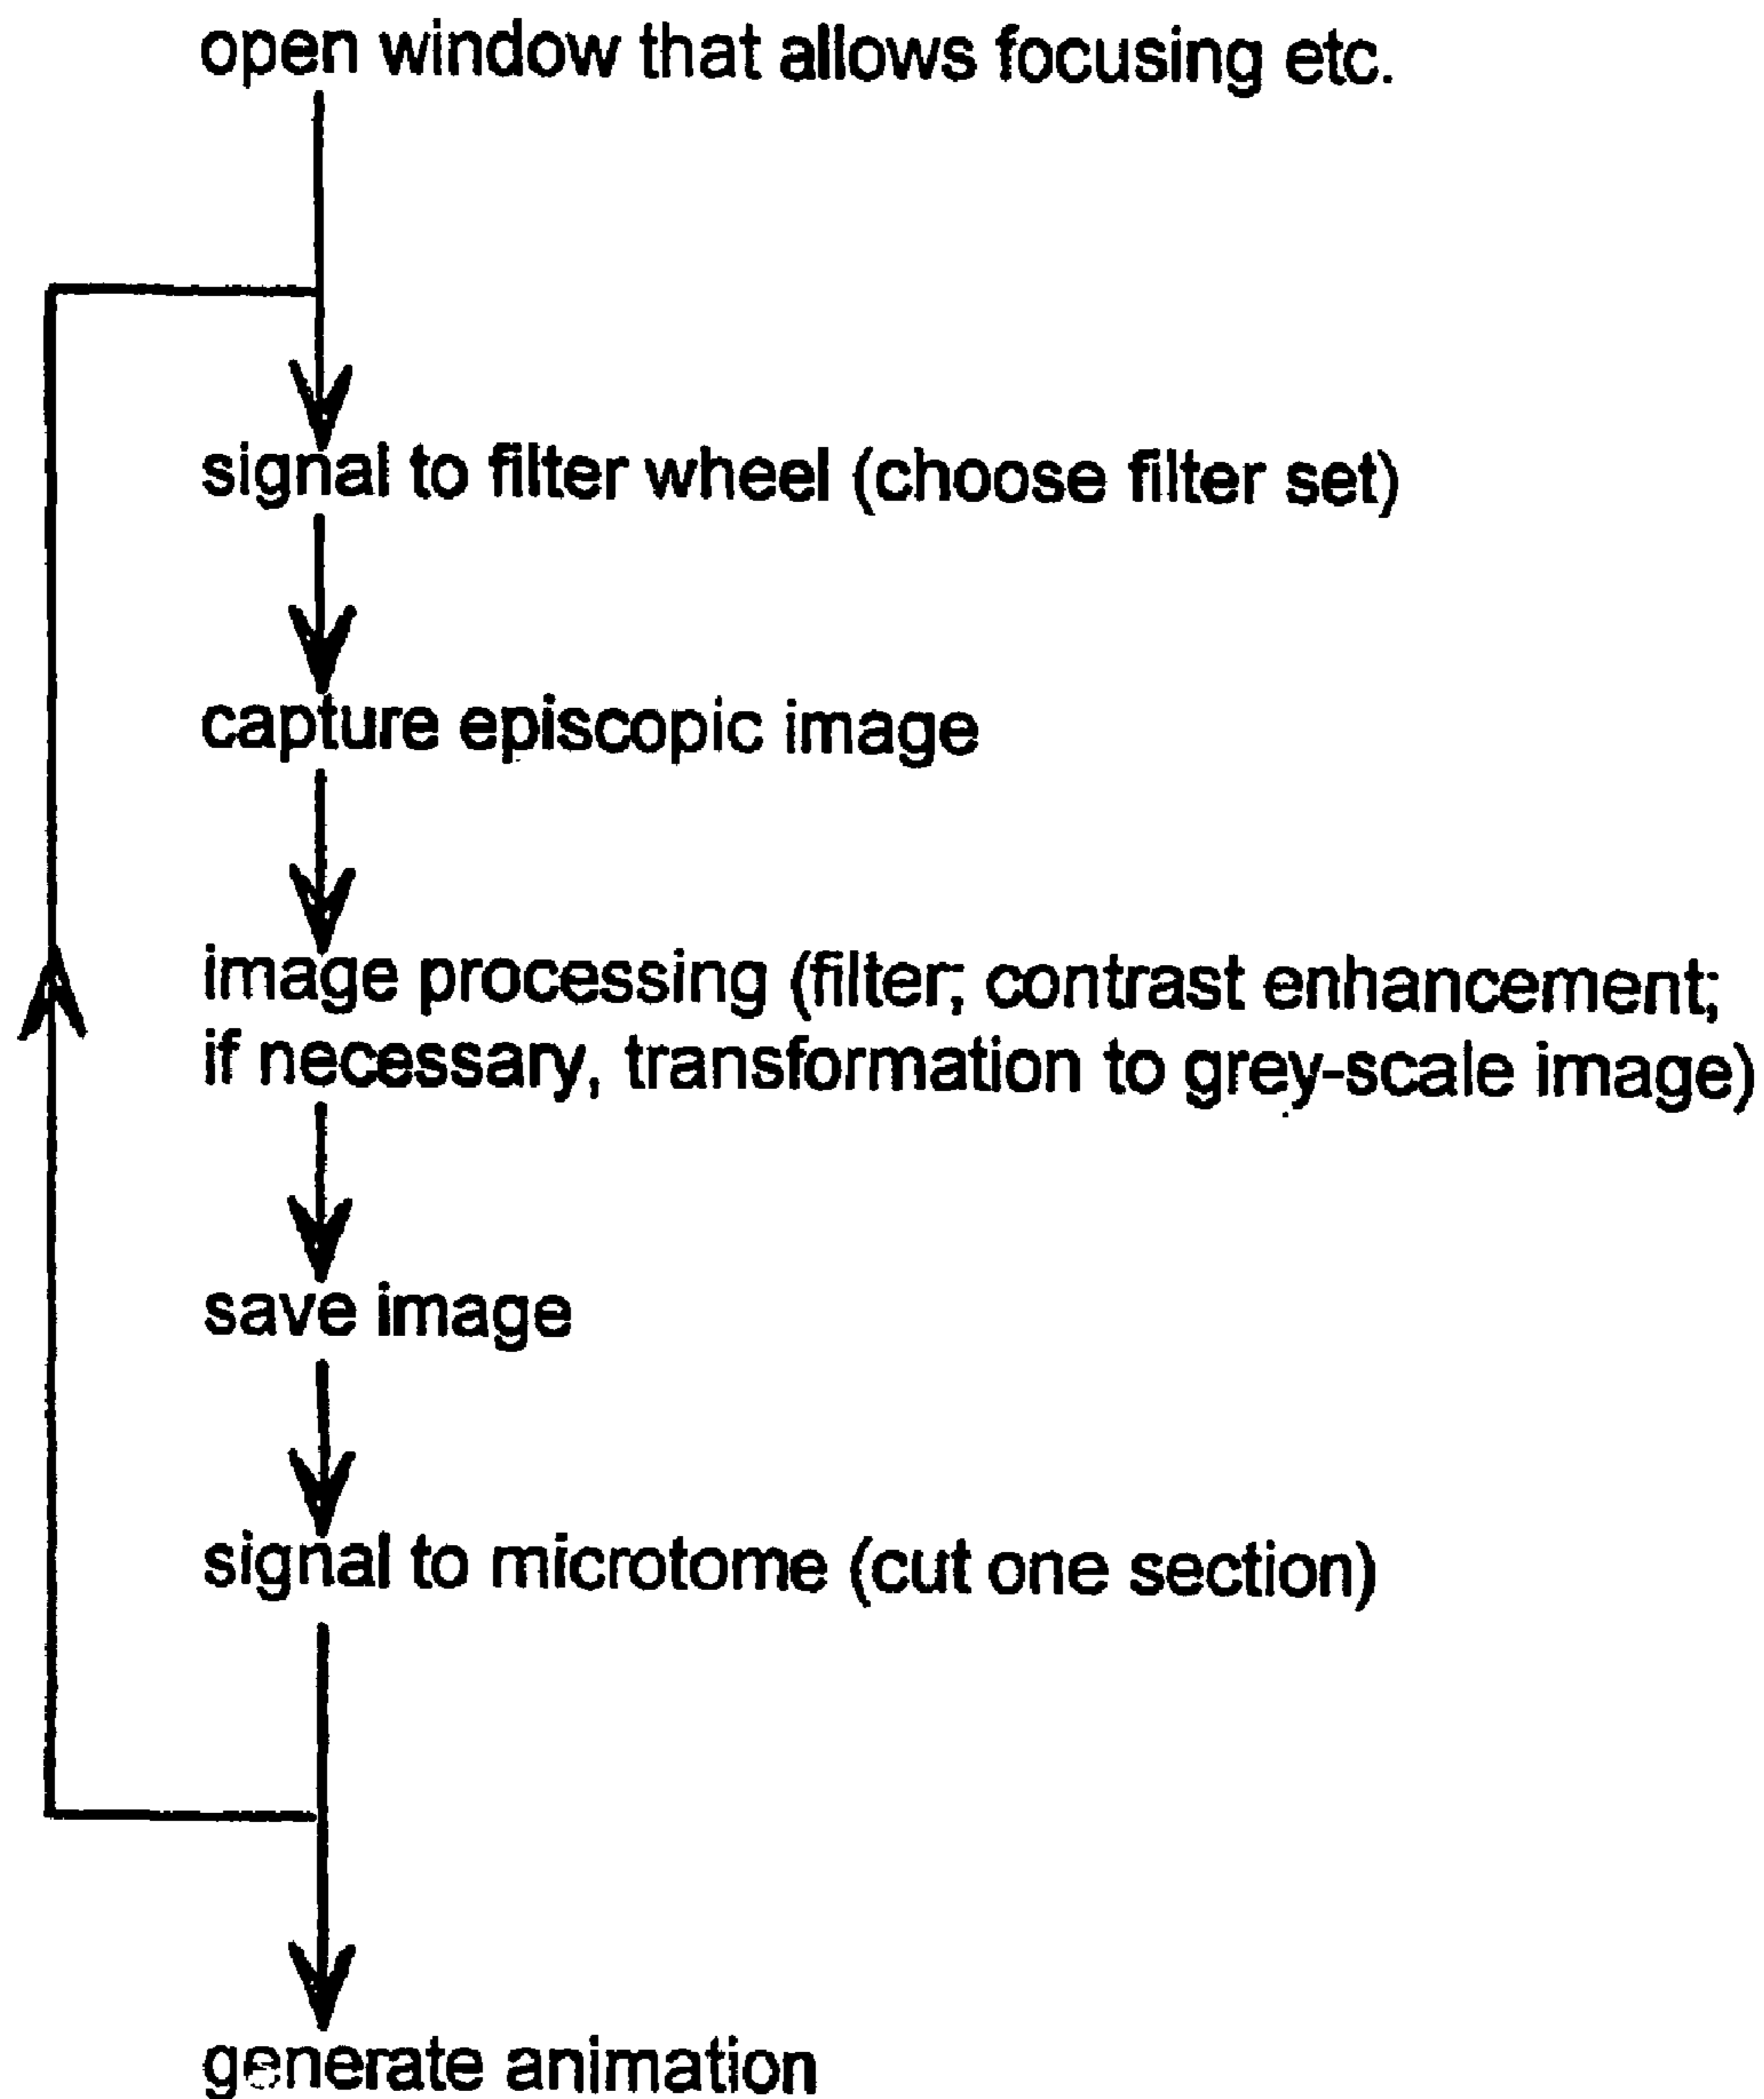 open window that allows focusing etc.
signal to filter wheel (choose filter set)
capture episcopic image
image processing (filter; contrast enhancement;
if necessary, transformation to grey-scale image)
save image
signal to microtome (cut one section)
generate animation